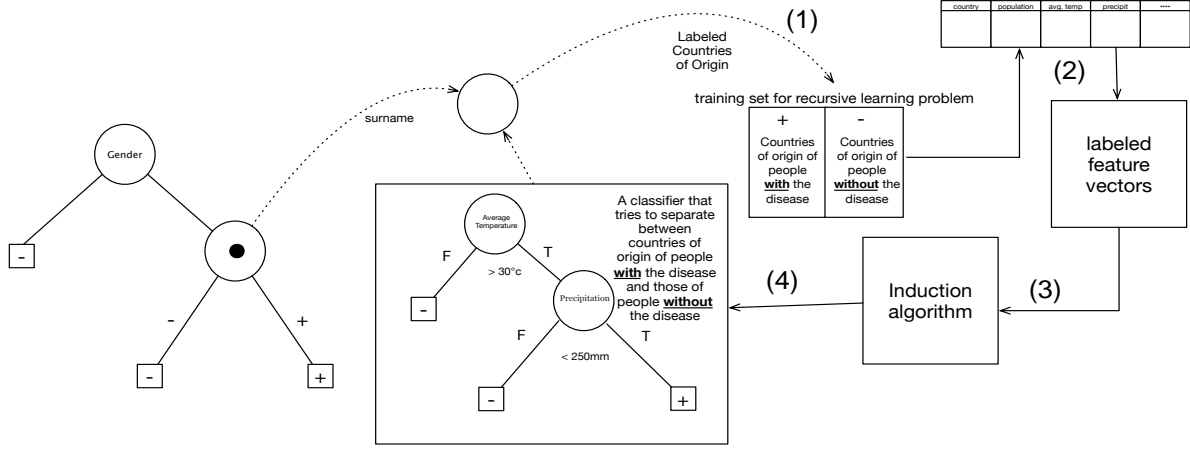 country population avg. temp precipit ....
(1)
Labeled
Countries
of Origin
(2)
training set for recursive learning problem
surname
+ -
Countries
of origin of
people
with the
disease
Countries
of origin of
people
without the
disease
labeled
feature
vectors
Gender
-
- +
-
+
A classifier that
tries to separate
between
countries of
origin of people
with the disease
and those of
people without
the disease
Average
Temperature
F T
> 30°c
-
Precipitation
F T
< 250mm
-
+
(4)
Induction
algorithm
(3)